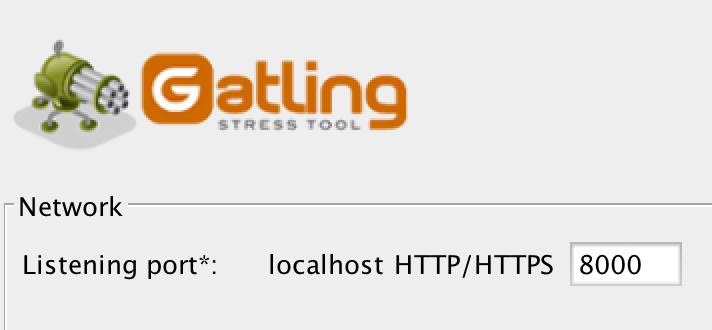 Gatling
STRESS TOOL
Network
Listening port*: localhost HTTP/HTTPS 8000